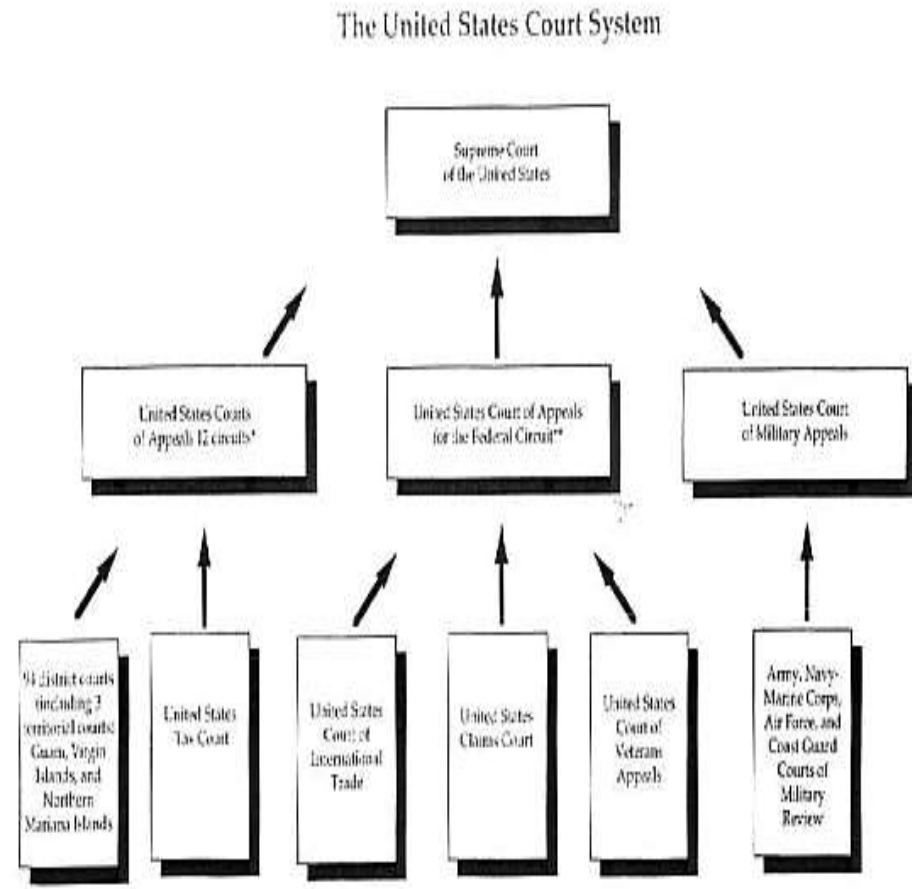 The United States Court System
Supreme Court
of the United States
United States Courts
of Appeals 12 circuits*
United States Court of Appeals
for the Federal Circuit**
United States Court
of Military Appeals
94 district courts
(including 3
territorial courts:
Guam, Virgin
Islands, and
Northern
Mariana Islands
United States
Tax Court
United States
Court of
International
Trade
United States
Claims Court
United States
Court of
Veterans
Appeals
Army, Navy-
Marine Corps,
Air Force, and
Coast Guard
Courts of
Military
Review